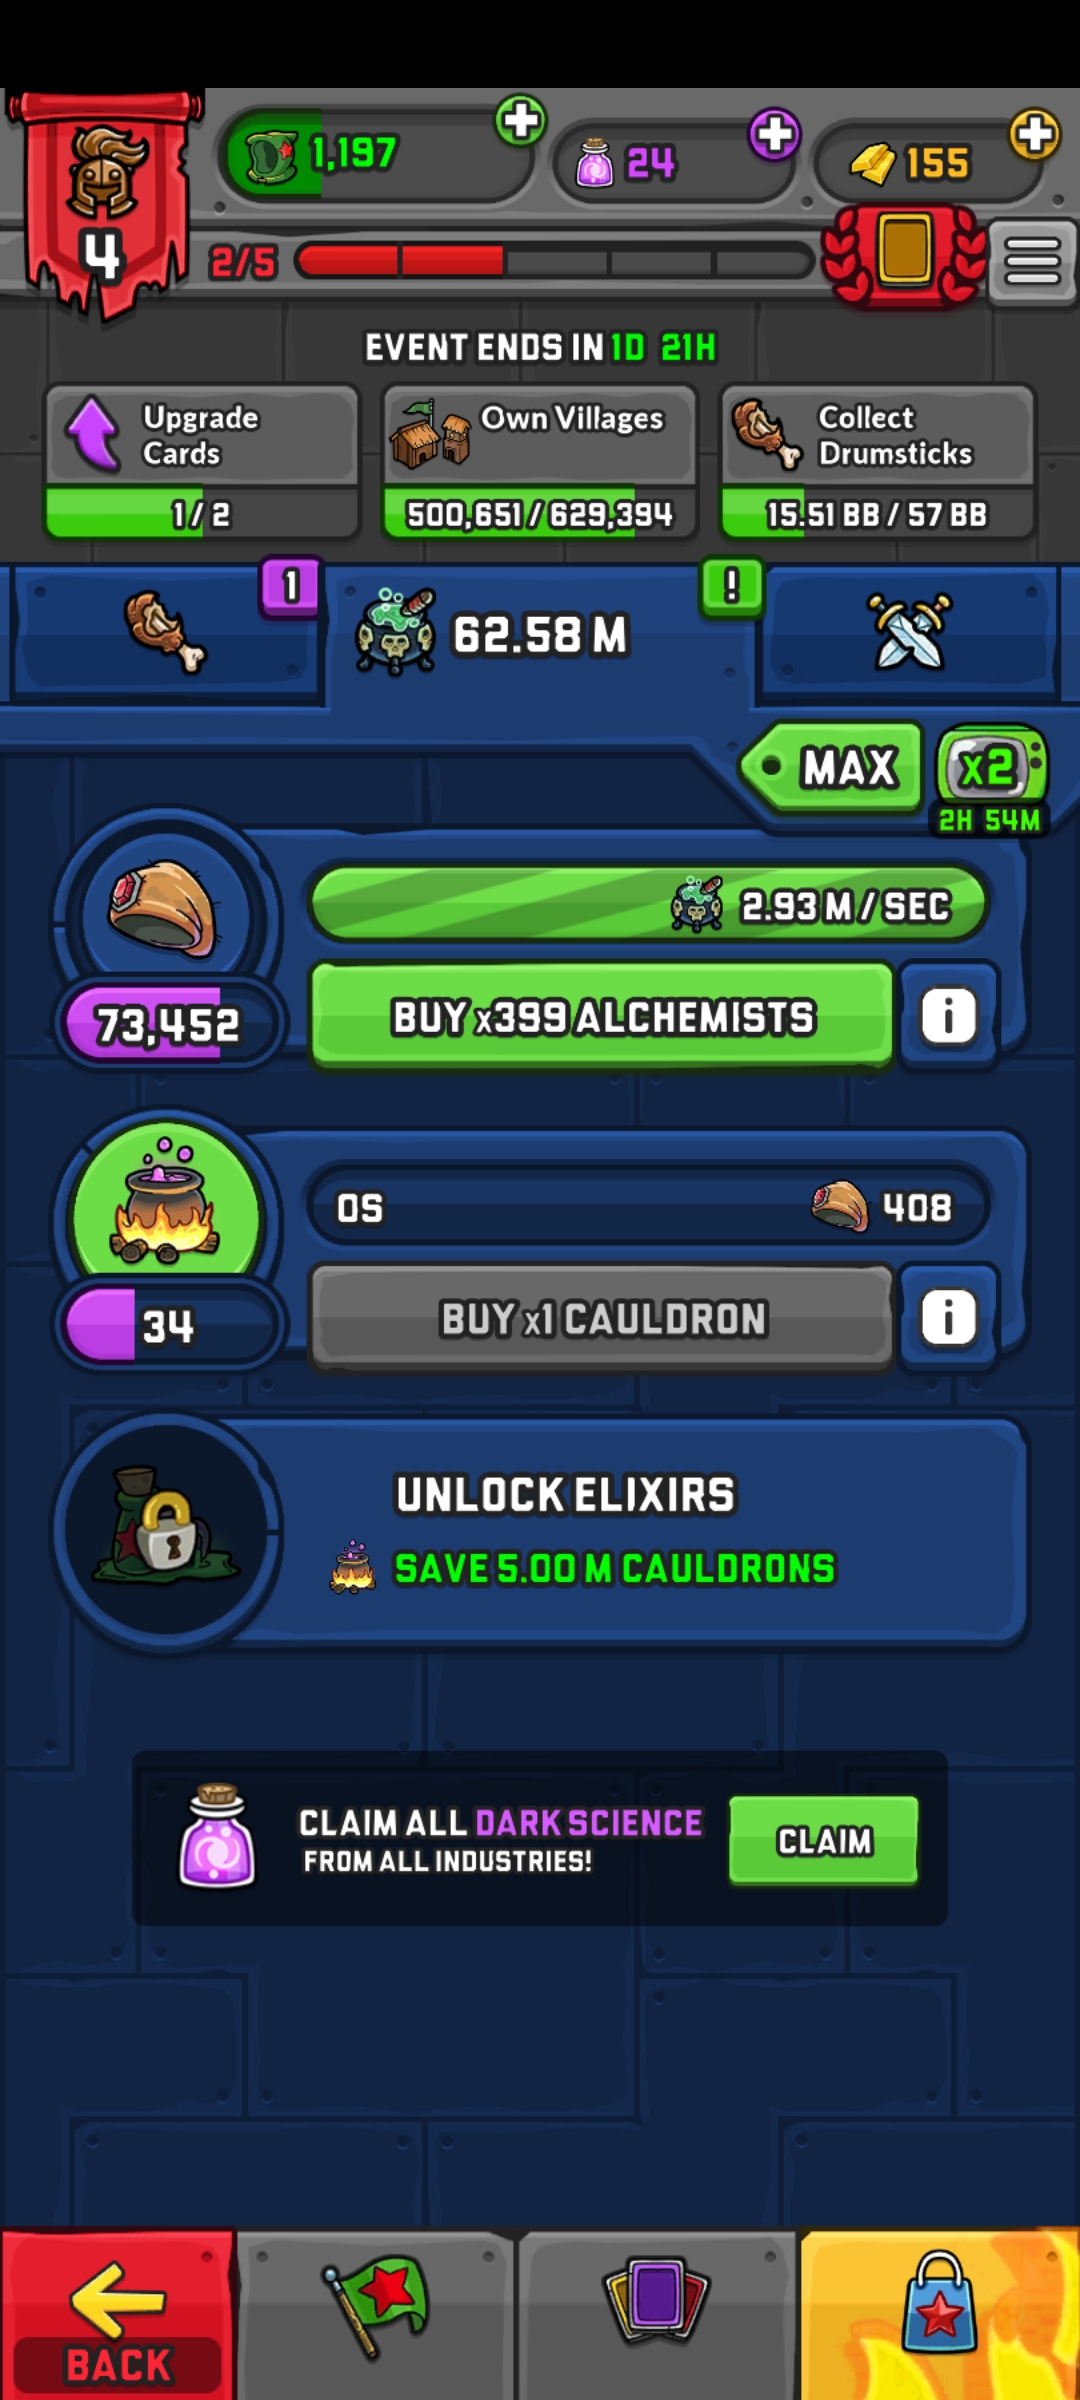 1,197
24
155
4
2/5
EVENT ENDS IN 1D 21H
Upgrade
Cards
1 / 2
Own Villages
500,651 / 629,394
Collect
Drumsticks
15.51 BB / 57 BB
1
62.58 M
!
MAX
x2
2H 54M
2.93 M / SEC
73,452
BUY x399 ALCHEMISTS
i
0S
408
34
BUY x1 CAULDRON
i
UNLOCK ELIXIRS
SAVE 5.00 M CAULDRONS
CLAIM ALL DARK SCIENCE
FROM ALL INDUSTRIES!
CLAIM
BACK